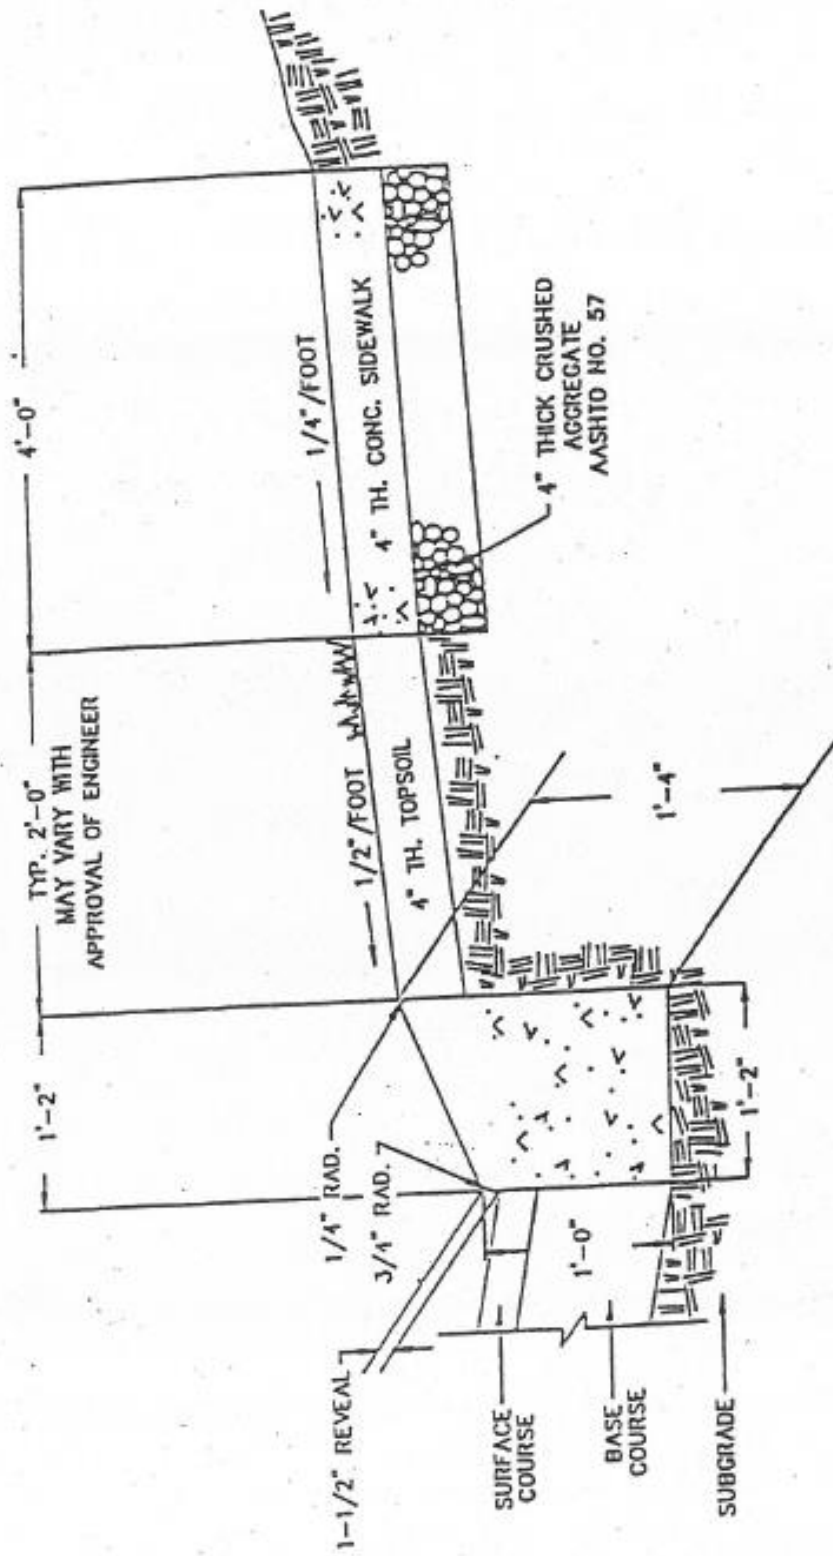 1'-2"
TYP. 2'-0"
MAY VARY WITH
APPROVAL OF ENGINEER
4'-0"
1/4" RAD.
3/4" RAD.
1-1/2" REVEAL
1/2"/FOOT
1/4"/FOOT
4" TH. TOPSOIL
4" TH. CONC. SIDEWALK
SURFACE
COURSE
1'-0"
BASE
COURSE
SUBGRADE
1'-2"
1'-4"
4" THICK CRUSHED
AGGREGATE
AASHTO NO. 57